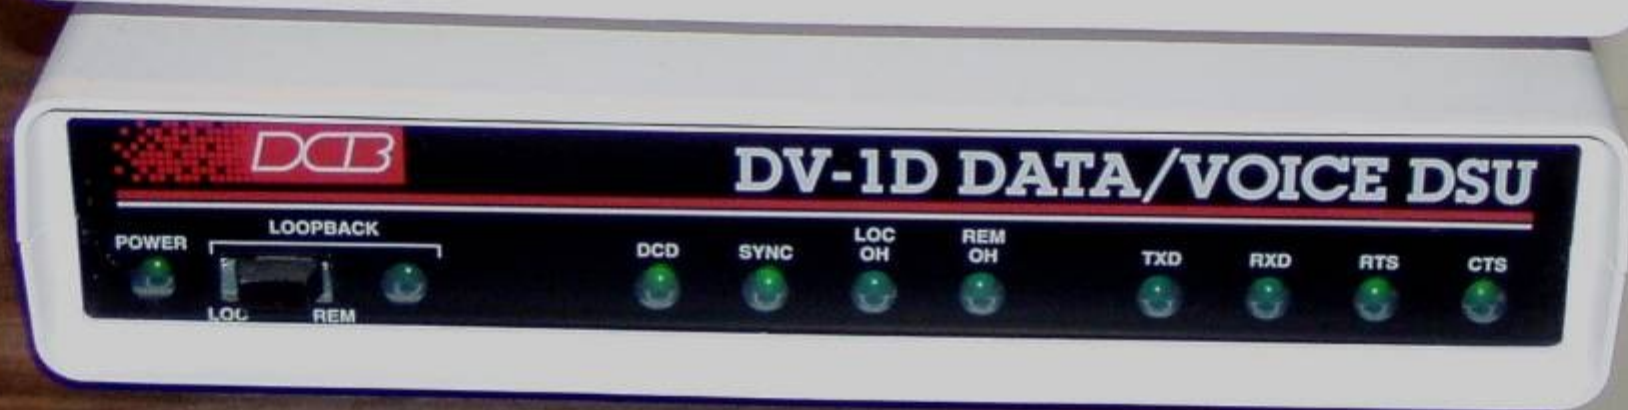 DCB
DV-1D DATA/VOICE DSU
POWER
LOOPBACK
LOC
REM
DCD
SYNC
LOC
OH
REM
OH
TXD
RXD
RTS
CTS